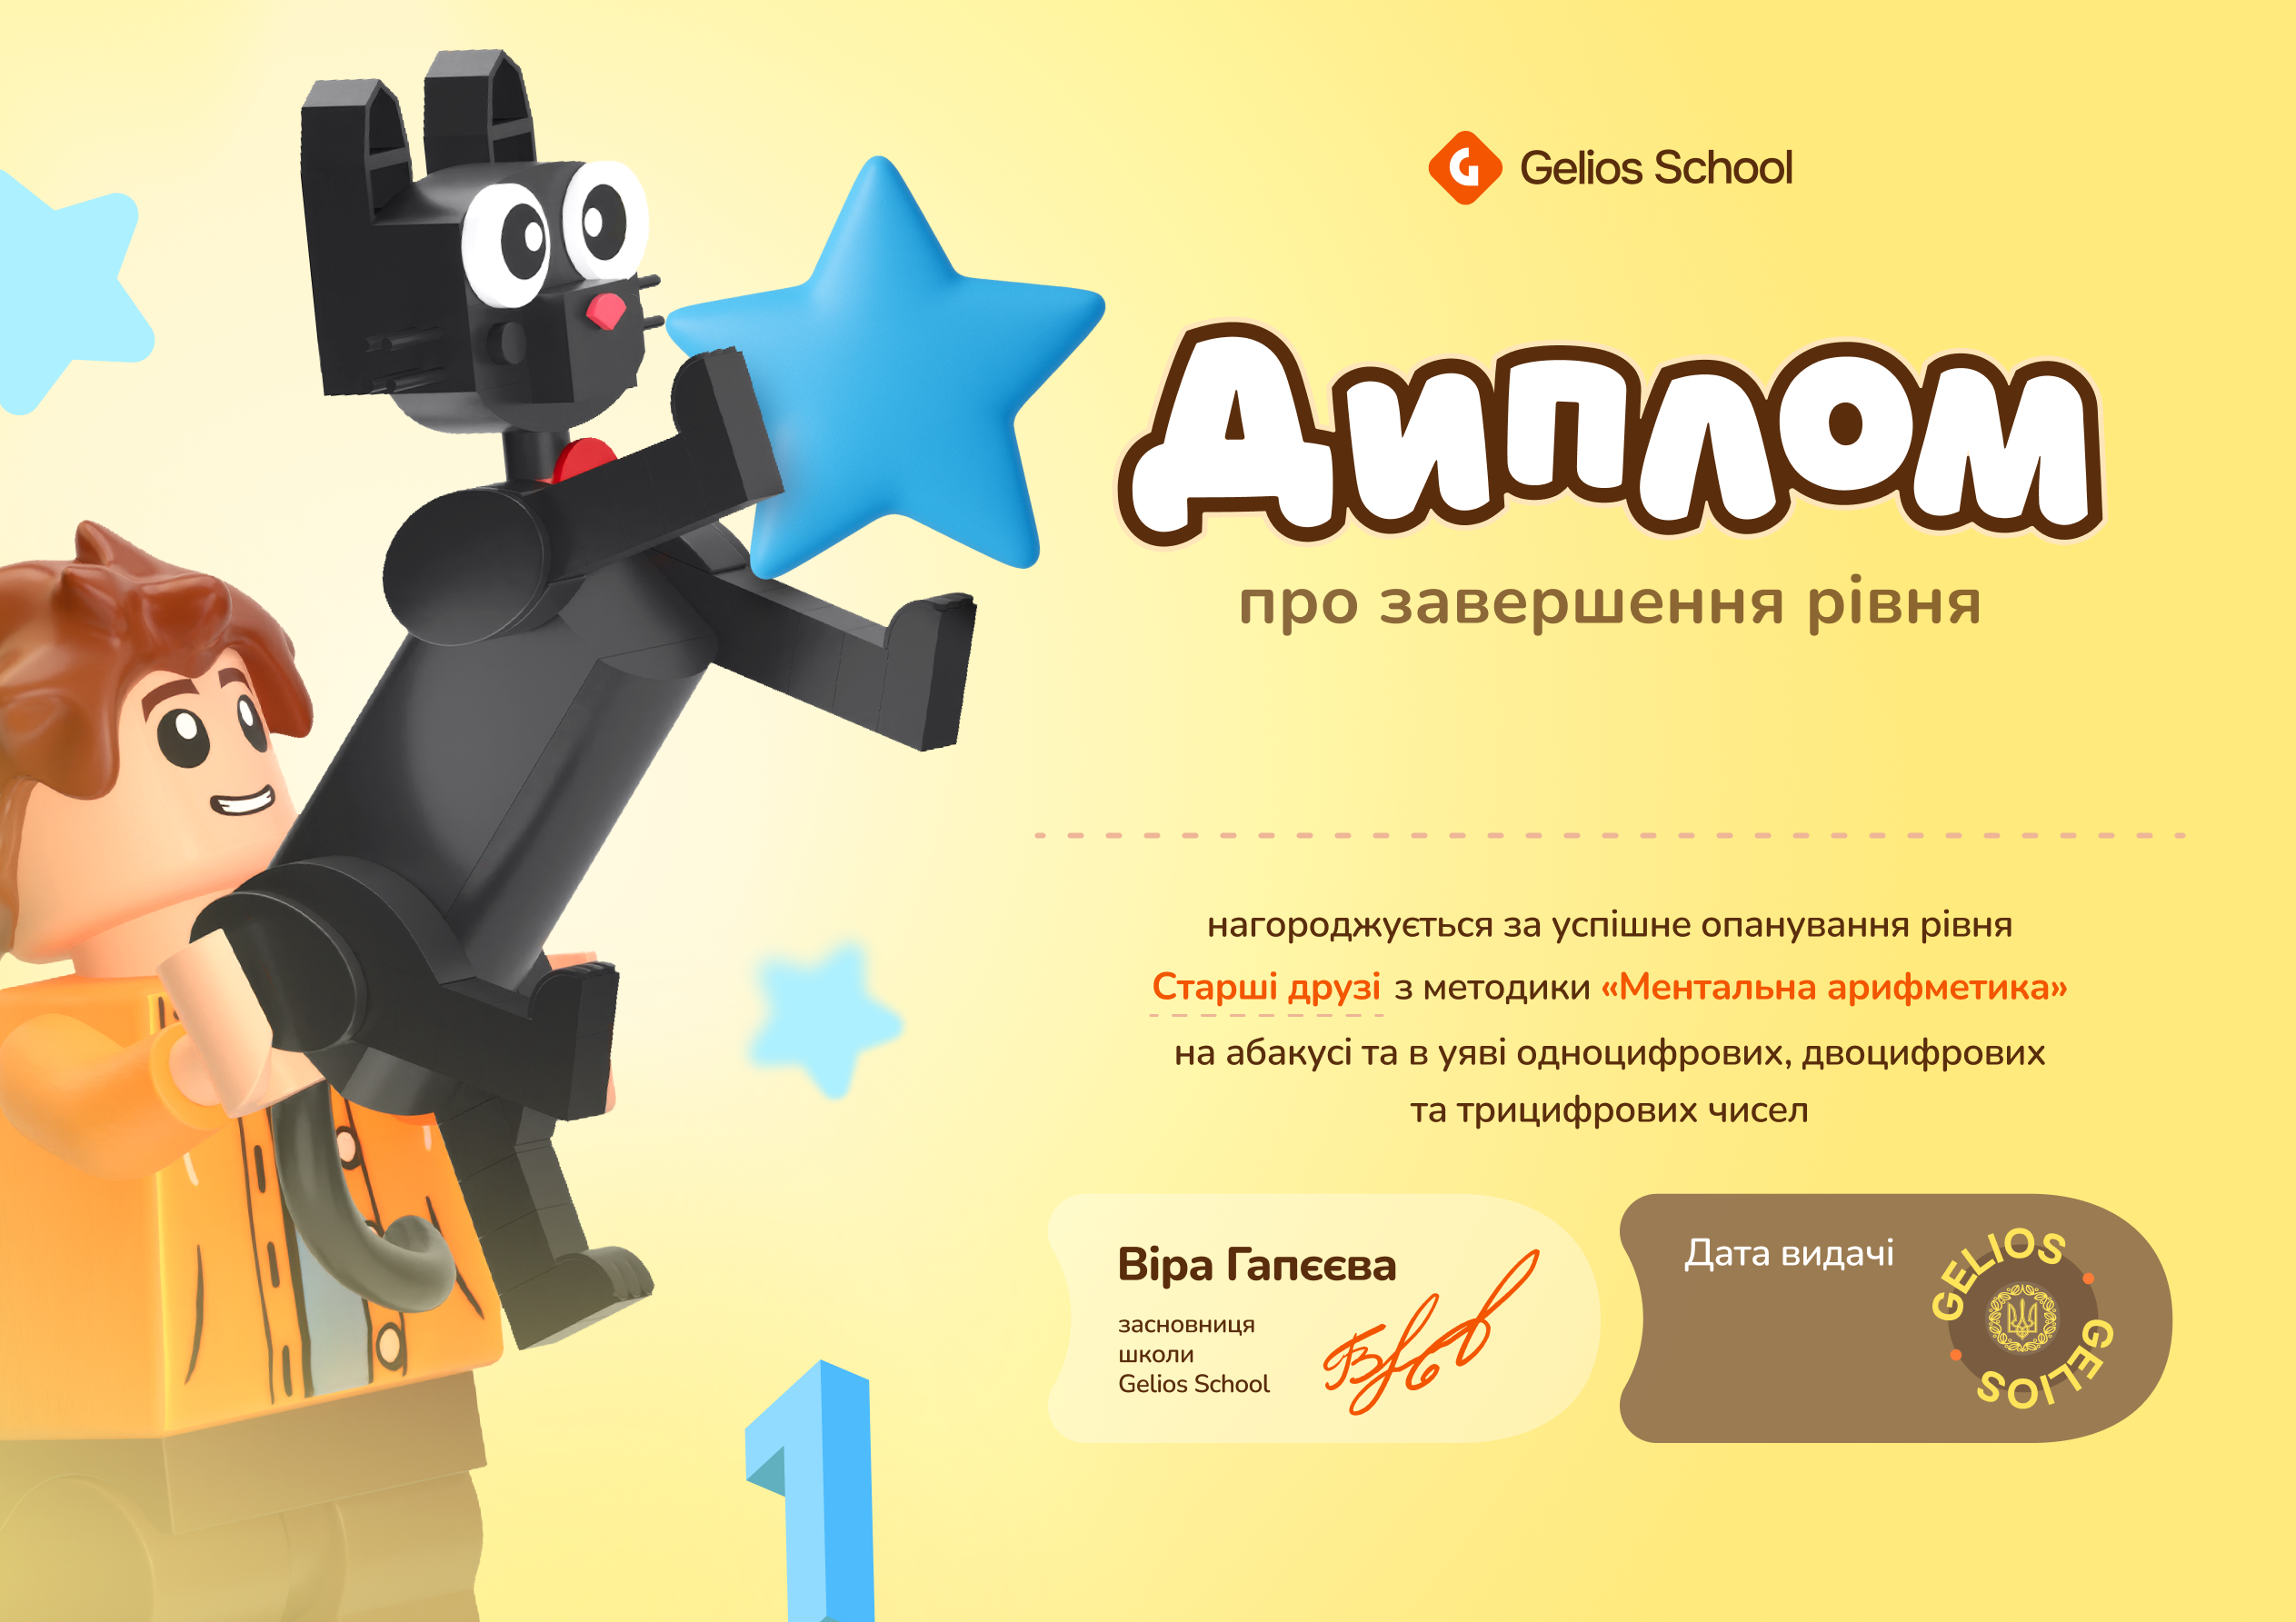 Gelios School
Диплом
про завершення рівня
нагороджується за успішне опанування рівня
Старші друзі з методики «Ментальна арифметика»
на абакусі та в уяві одноцифрових, двоцифрових
та трицифрових чисел
Віра Гапєєва
засновниця
школи
Gelios School
Дата видачі
GELIOS
GELIOS
1